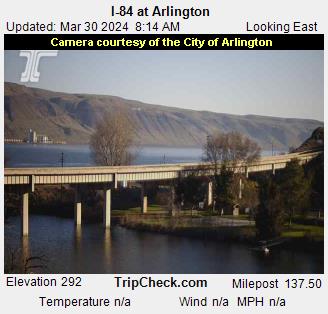 I-84 at Arlington
Updated: Mar 30 2024 8:14 AM Looking East
Camera courtesy of the City of Arlington
Elevation 292 TripCheck.com Milepost 137.50
Temperature n/a Wind n/a MPH n/a